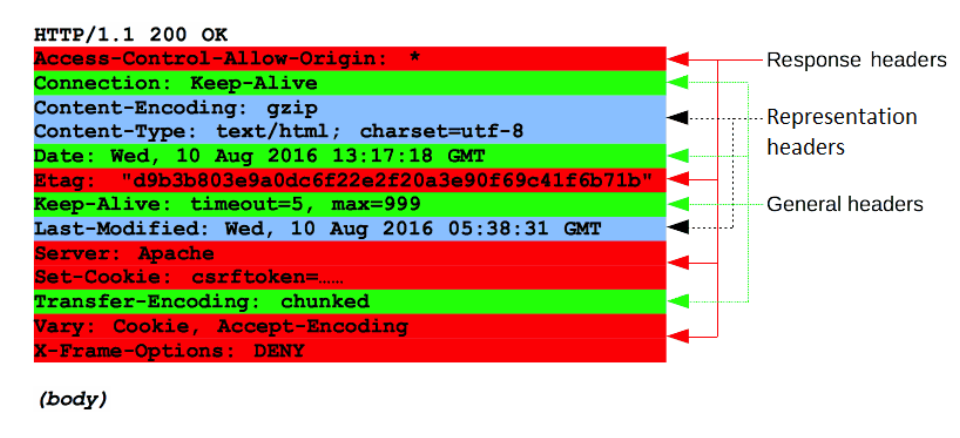 HTTP/1.1 200 OK
Access-Control-Allow-Origin: *
Connection: Keep-Alive
Content-Encoding: gzip
Content-Type: text/html; charset=utf-8
Date: Wed, 10 Aug 2016 13:17:18 GMT
Etag: "d9b3b803e9a0dc6f22e2f20a3e90f69c41f6b71b"
Keep-Alive: timeout=5, max=999
Last-Modified: Wed, 10 Aug 2016 05:38:31 GMT
Server: Apache
Set-Cookie: csrftoken=……
Transfer-Encoding: chunked
Vary: Cookie, Accept-Encoding
X-Frame-Options: DENY
(body)
Response headers
Representation
headers
General headers